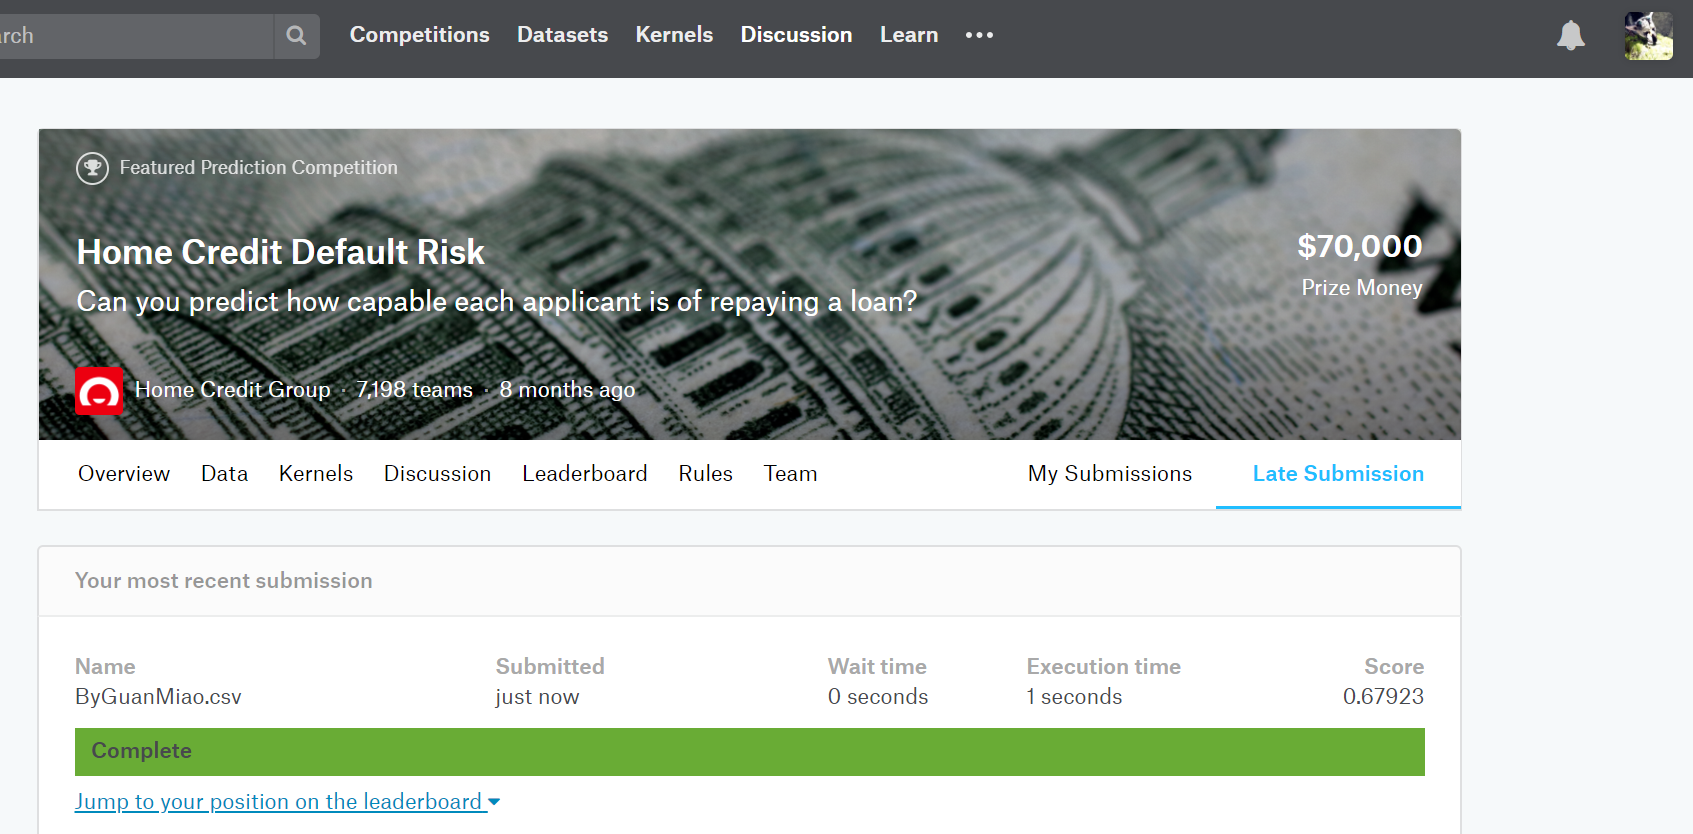 Competitions Datasets Kernels Discussion Learn
Featured Prediction Competition
Home Credit Default Risk
$70,000
Can you predict how capable each applicant is of repaying a loan?
Prize Money
Home Credit Group · 7,198 teams · 8 months ago
Overview Data Kernels Discussion Leaderboard Rules Team My Submissions Late Submission
Your most recent submission
Name Submitted Wait time Execution time Score
ByGuanMiao.csv just now 0 seconds 1 seconds 0.67923
Complete
Jump to your position on the leaderboard